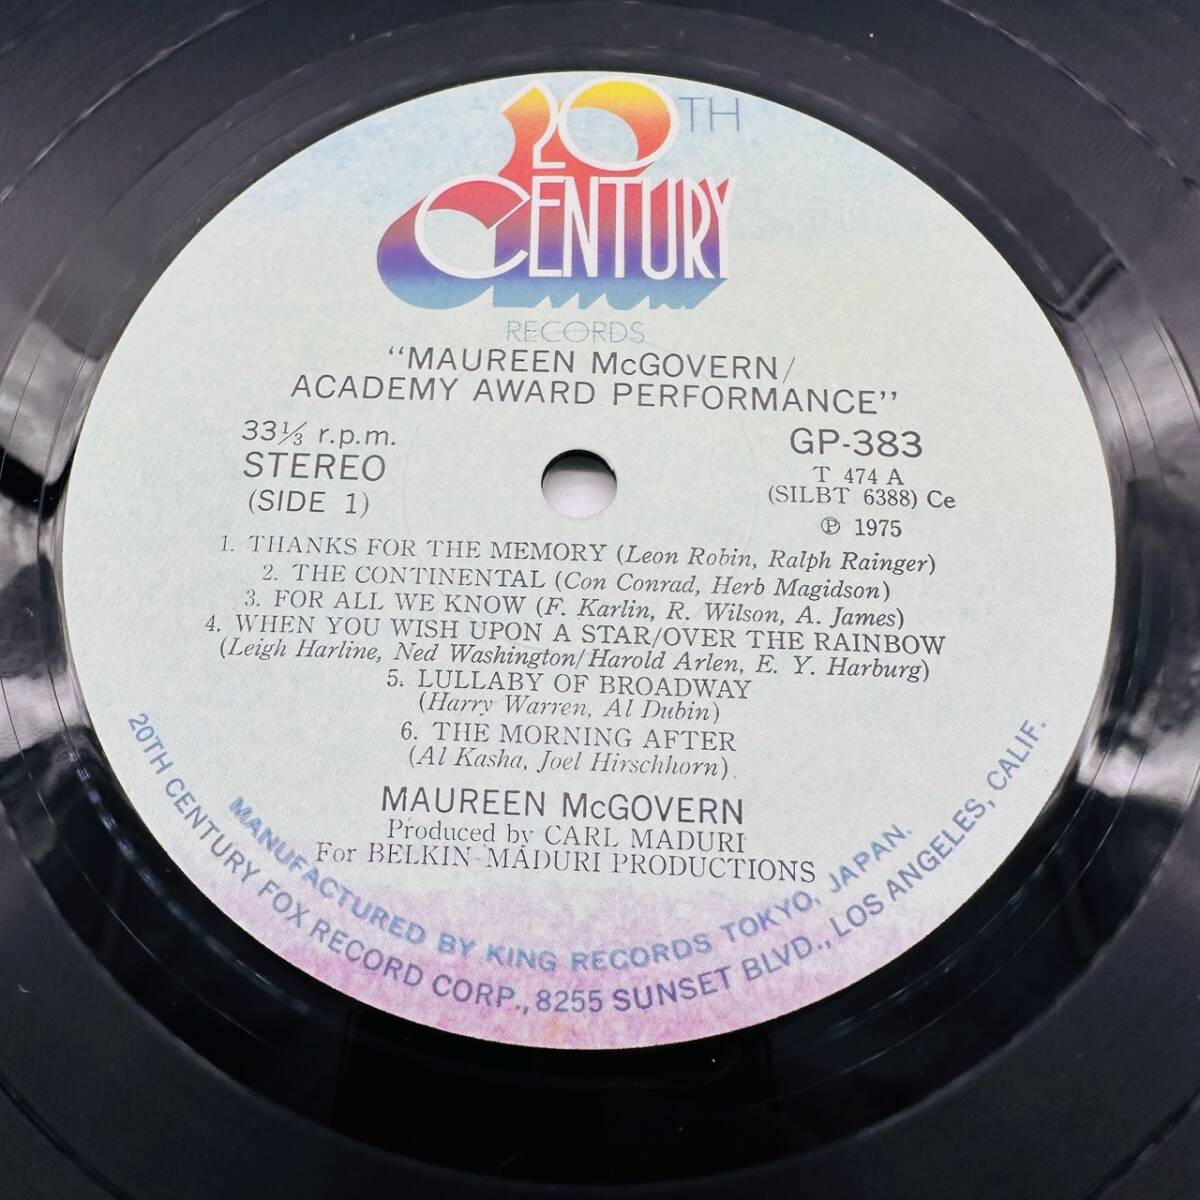 20TH
CENTURY
RECORDS
"MAUREEN McGOVERN/
ACADEMY AWARD PERFORMANCE"
33⅓ r.p.m.
STEREO
(SIDE 1)
GP-383
T 474 A
(SILBT 6388) Ce
Ⓟ 1975
1. THANKS FOR THE MEMORY (Leon Robin, Ralph Rainger)
2. THE CONTINENTAL (Con Conrad, Herb Magidson)
3. FOR ALL WE KNOW (F. Karlin, R. Wilson, A. James)
4. WHEN YOU WISH UPON A STAR/OVER THE RAINBOW
(Leigh Harline, Ned Washington/Harold Arlen, E. Y. Harburg)
5. LULLABY OF BROADWAY
(Harry Warren, Al Dubin)
6. THE MORNING AFTER
(Al Kasha, Joel Hirschhorn)
MAUREEN McGOVERN
Produced by CARL MADURI
For BELKIN-MADURI PRODUCTIONS
MANUFACTURED BY KING RECORDS TOKYO, JAPAN.
20TH CENTURY FOX RECORD CORP., 8255 SUNSET BLVD., LOS ANGELES, CALIF.